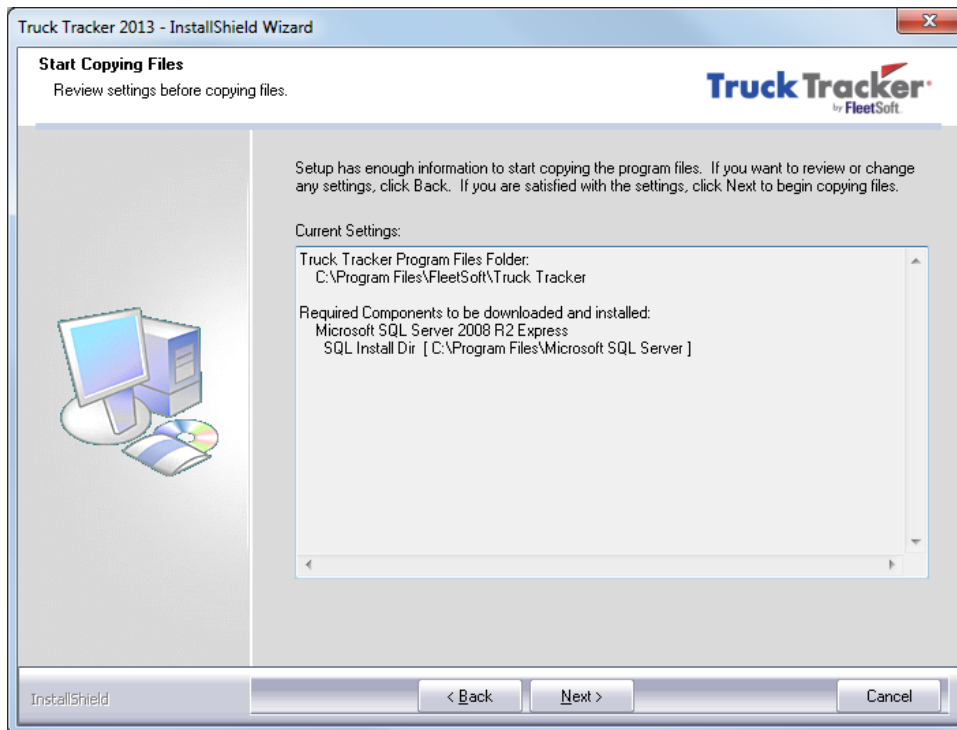 Truck Tracker 2013 - InstallShield Wizard
Start Copying Files
Review settings before copying files.
Truck Tracker
by FleetSoft
Setup has enough information to start copying the program files. If you want to review or change
any settings, click Back. If you are satisfied with the settings, click Next to begin copying files.
Current Settings:
Truck Tracker Program Files Folder:
C:\Program Files\FleetSoft\Truck Tracker
Required Components to be downloaded and installed:
Microsoft SQL Server 2008 R2 Express
SQL Install Dir [ C:\Program Files\Microsoft SQL Server ]
InstallShield
< Back
Next >
Cancel